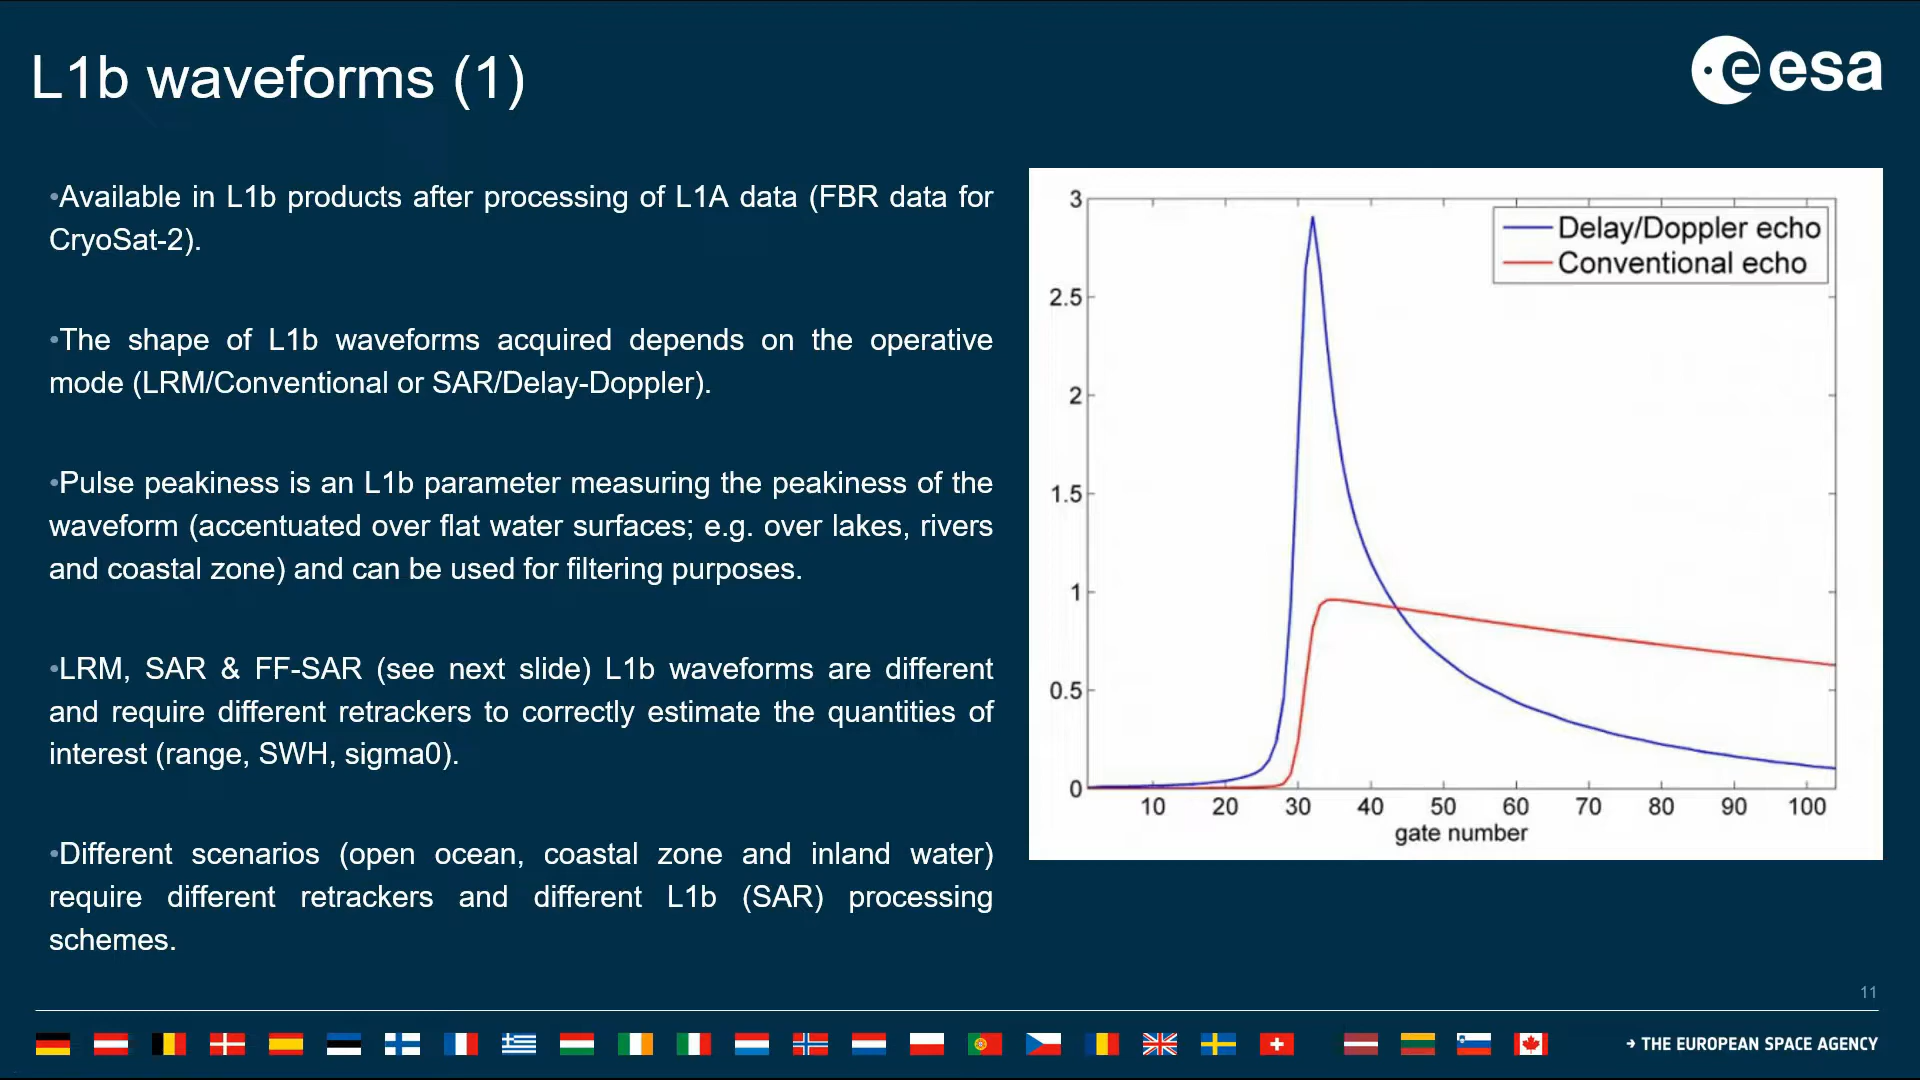 L1b waveforms (1)
esa
•Available in L1b products after processing of L1A data (FBR data for
CryoSat-2).
•The shape of L1b waveforms acquired depends on the operative
mode (LRM/Conventional or SAR/Delay-Doppler).
•Pulse peakiness is an L1b parameter measuring the peakiness of the
waveform (accentuated over flat water surfaces; e.g. over lakes, rivers
and coastal zone) and can be used for filtering purposes.
•LRM, SAR & FF-SAR (see next slide) L1b waveforms are different
and require different retrackers to correctly estimate the quantities of
interest (range, SWH, sigma0).
•Different scenarios (open ocean, coastal zone and inland water)
require different retrackers and different L1b (SAR) processing
schemes.
Delay/Doppler echo
Conventional echo
3
2.5
2
1.5
1
0.5
0
10 20 30 40 50 60 70 80 90 100
gate number
11
→ THE EUROPEAN SPACE AGENCY